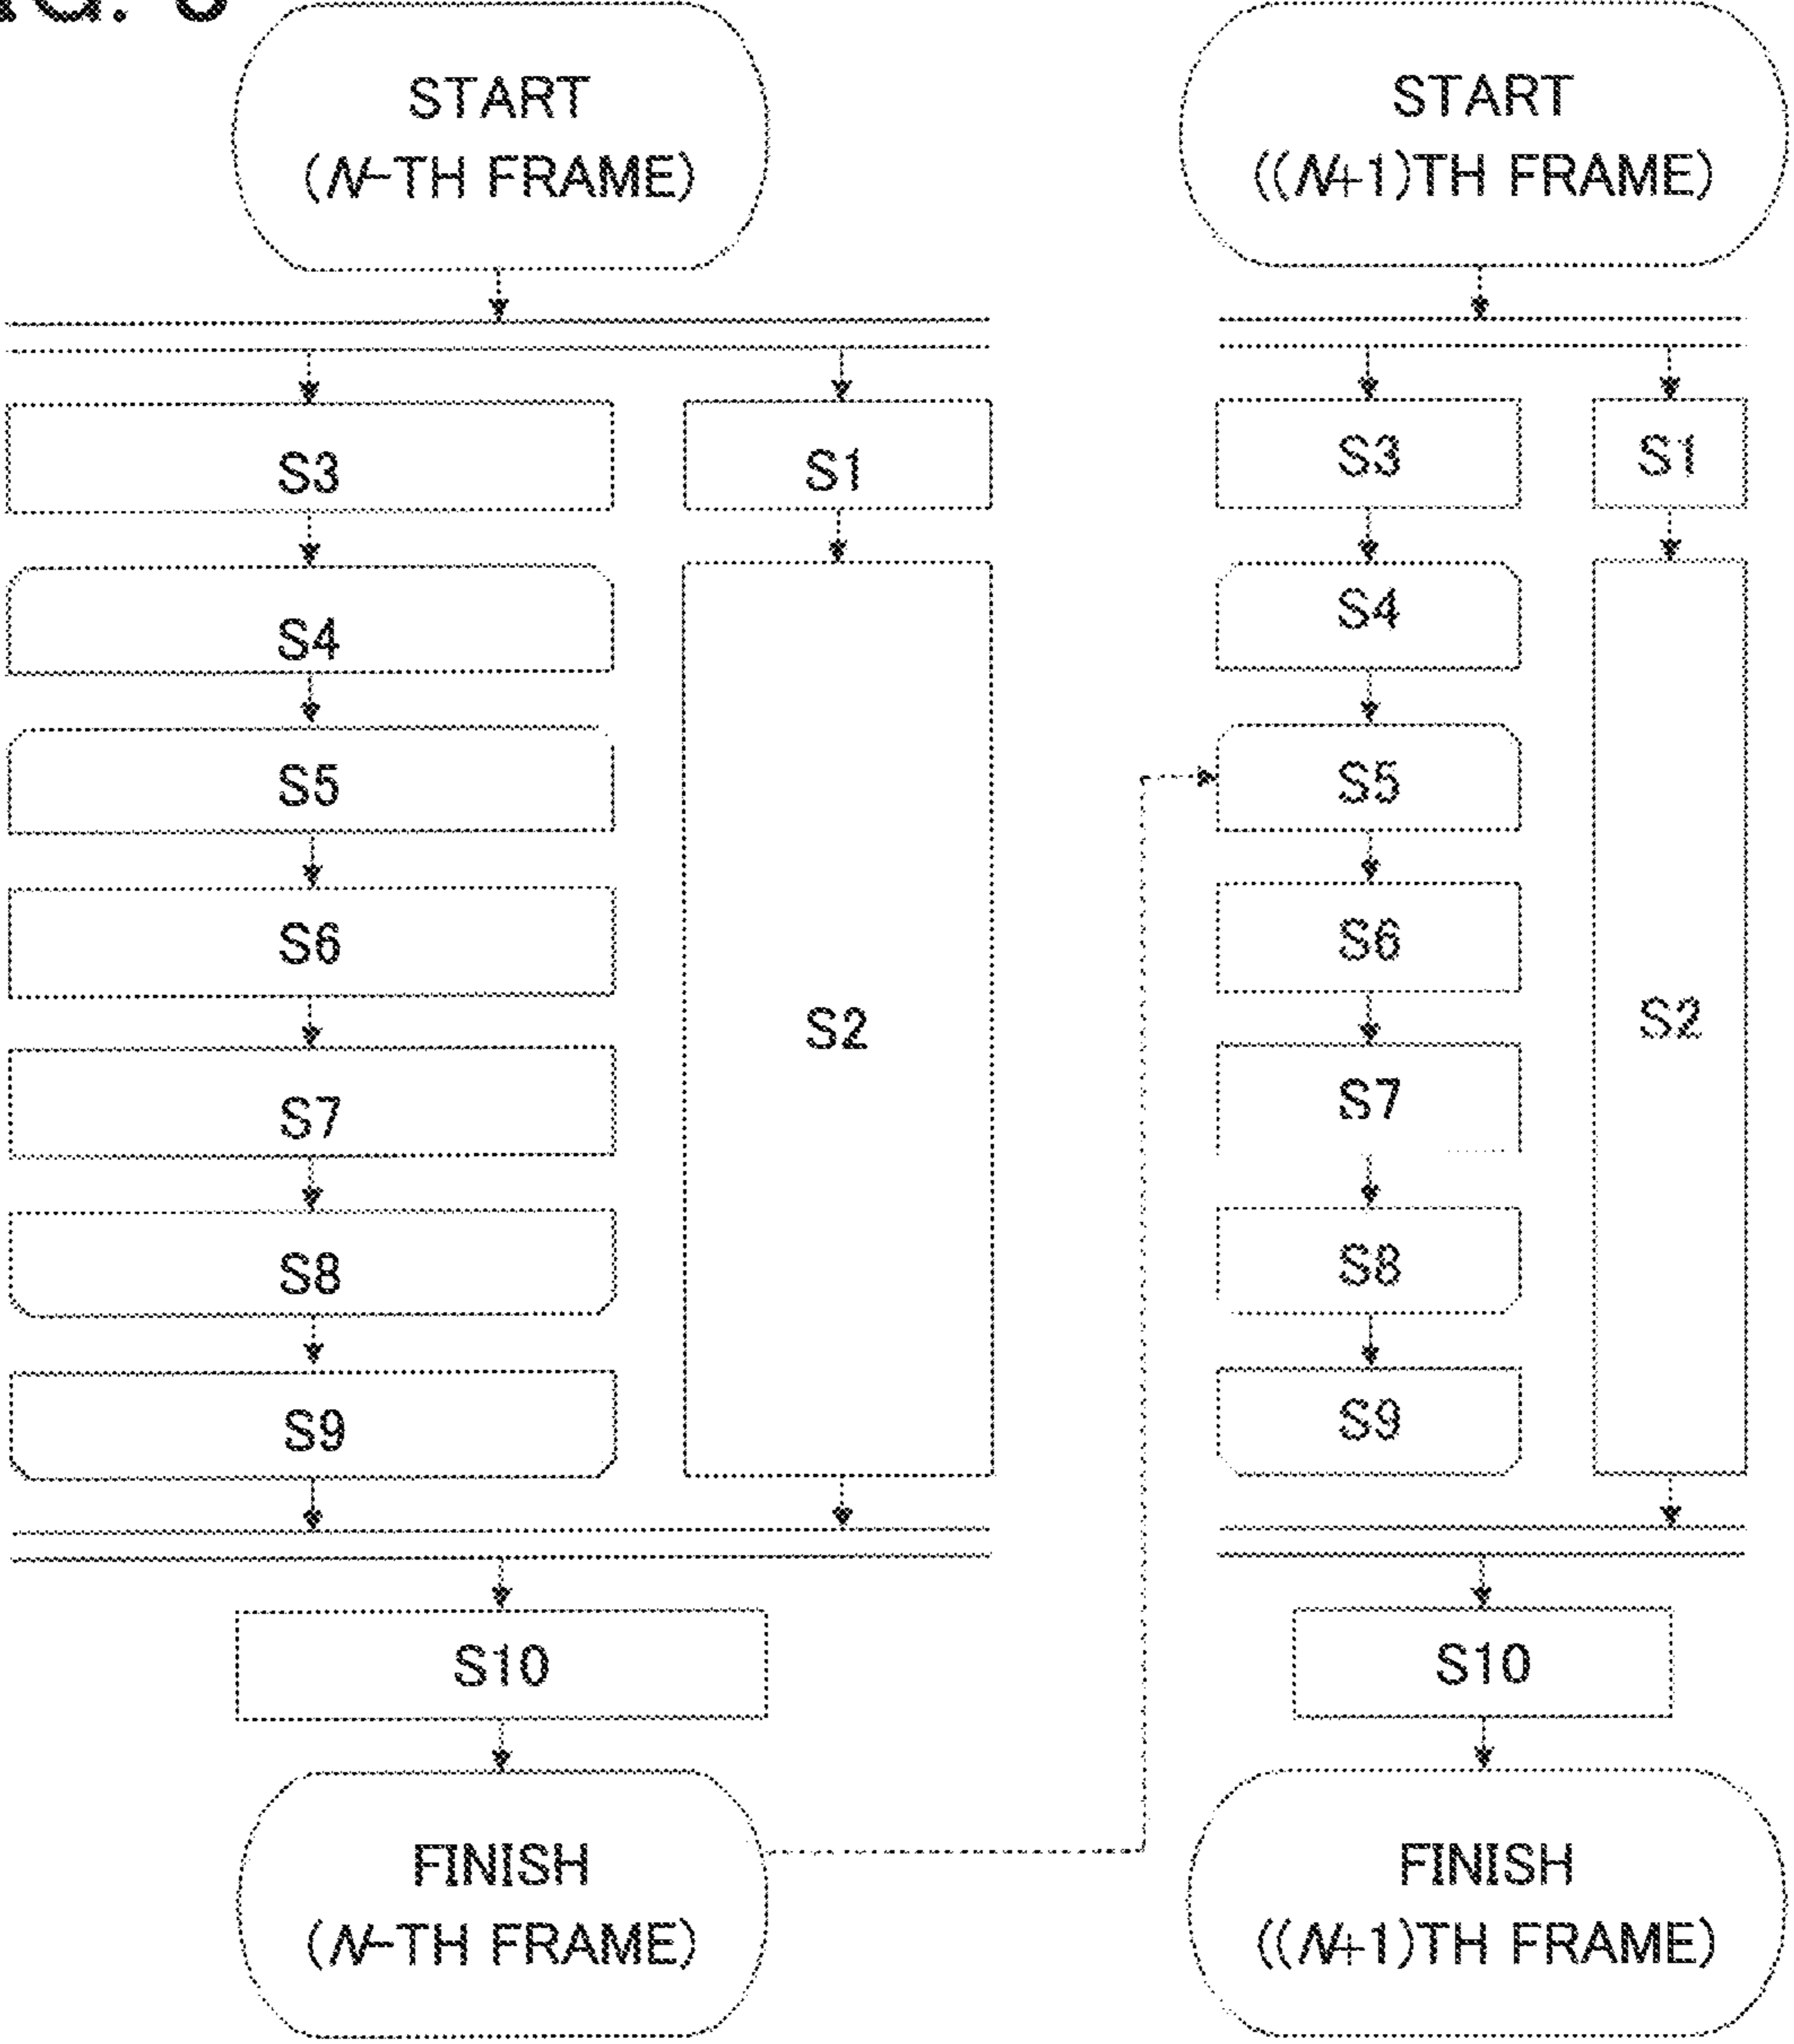 START
(N-TH FRAME)
S3
S1
S4
S5
S6
S2
S7
S8
S9
S10
FINISH
(N-TH FRAME)
START
((N+1)TH FRAME)
S3
S1
S4
S5
S6
S2
S7
S8
S9
S10
FINISH
((N+1)TH FRAME)